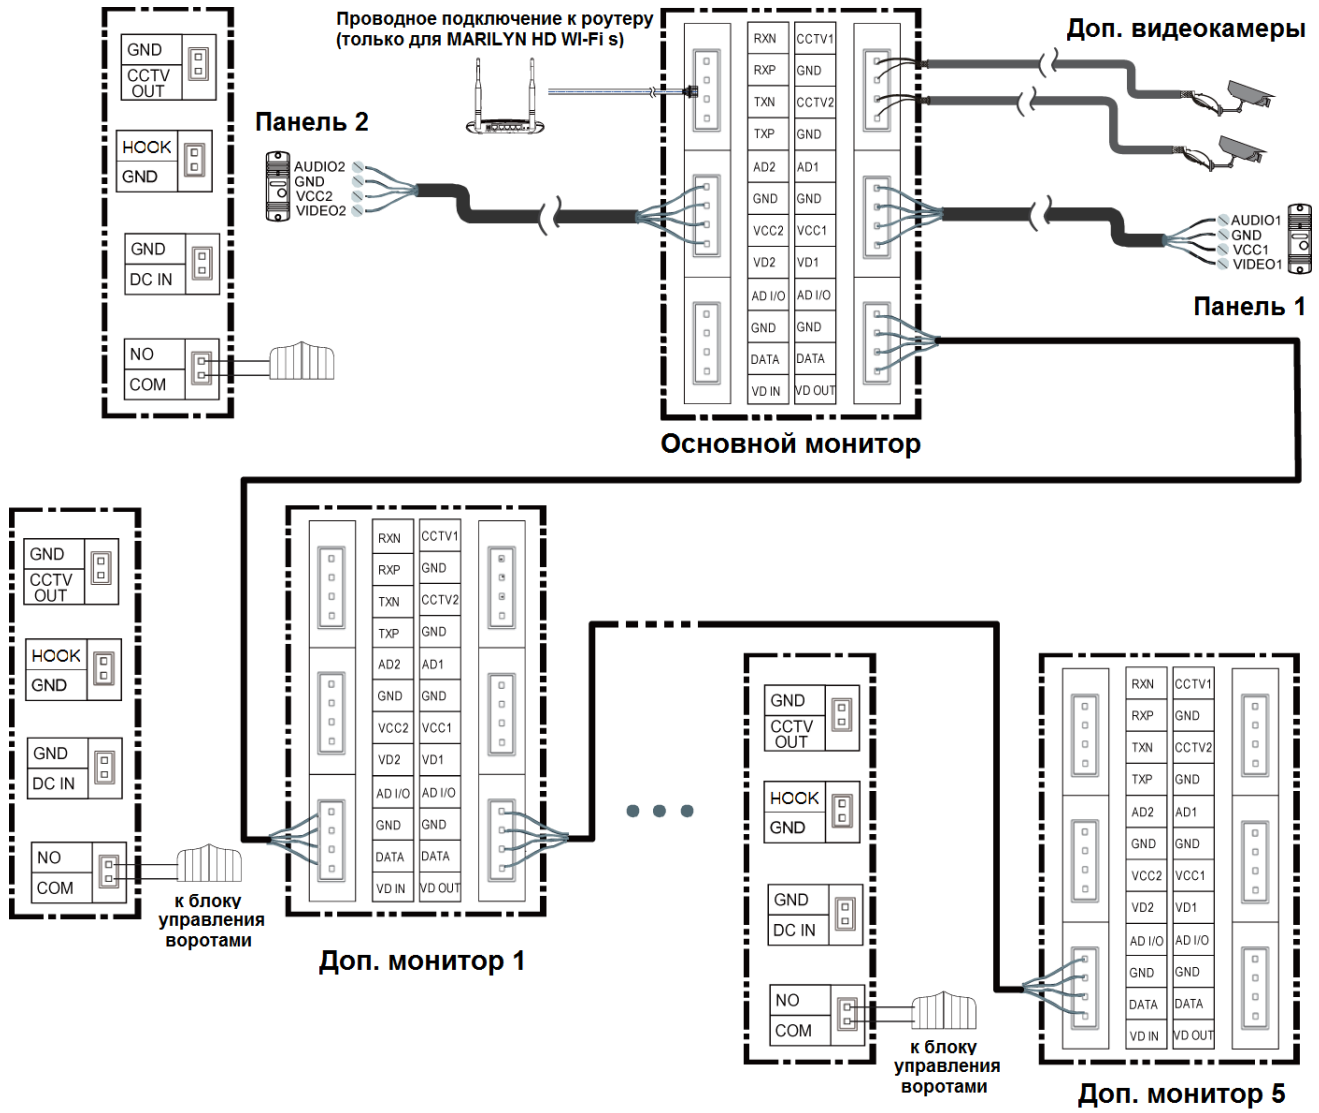 Проводное подключение к роутеру
(только для MARILYN HD WI-Fi s)
Доп. видеокамеры
GND
CCTV
OUT
HOOK
GND
GND
DC IN
NO
COM
Панель 2
AUDIO2
GND
VCC2
VIDEO2
RXN CCTV1
RXP GND
TXN CCTV2
TXP GND
AD2 AD1
GND GND
VCC2 VCC1
VD2 VD1
AD I/O AD I/O
GND GND
DATA DATA
VD IN VD OUT
AUDIO1
GND
VCC1
VIDEO1
Панель 1
Основной монитор
GND
CCTV
OUT
HOOK
GND
GND
DC IN
NO
COM
к блоку
управления
воротами
RXN CCTV1
RXP GND
TXN CCTV2
TXP GND
AD2 AD1
GND GND
VCC2 VCC1
VD2 VD1
AD I/O AD I/O
GND GND
DATA DATA
VD IN VD OUT
Доп. монитор 1
GND
CCTV
OUT
HOOK
GND
GND
DC IN
NO
COM
к блоку
управления
воротами
RXN CCTV1
RXP GND
TXN CCTV2
TXP GND
AD2 AD1
GND GND
VCC2 VCC1
VD2 VD1
AD I/O AD I/O
GND GND
DATA DATA
VD IN VD OUT
Доп. монитор 5